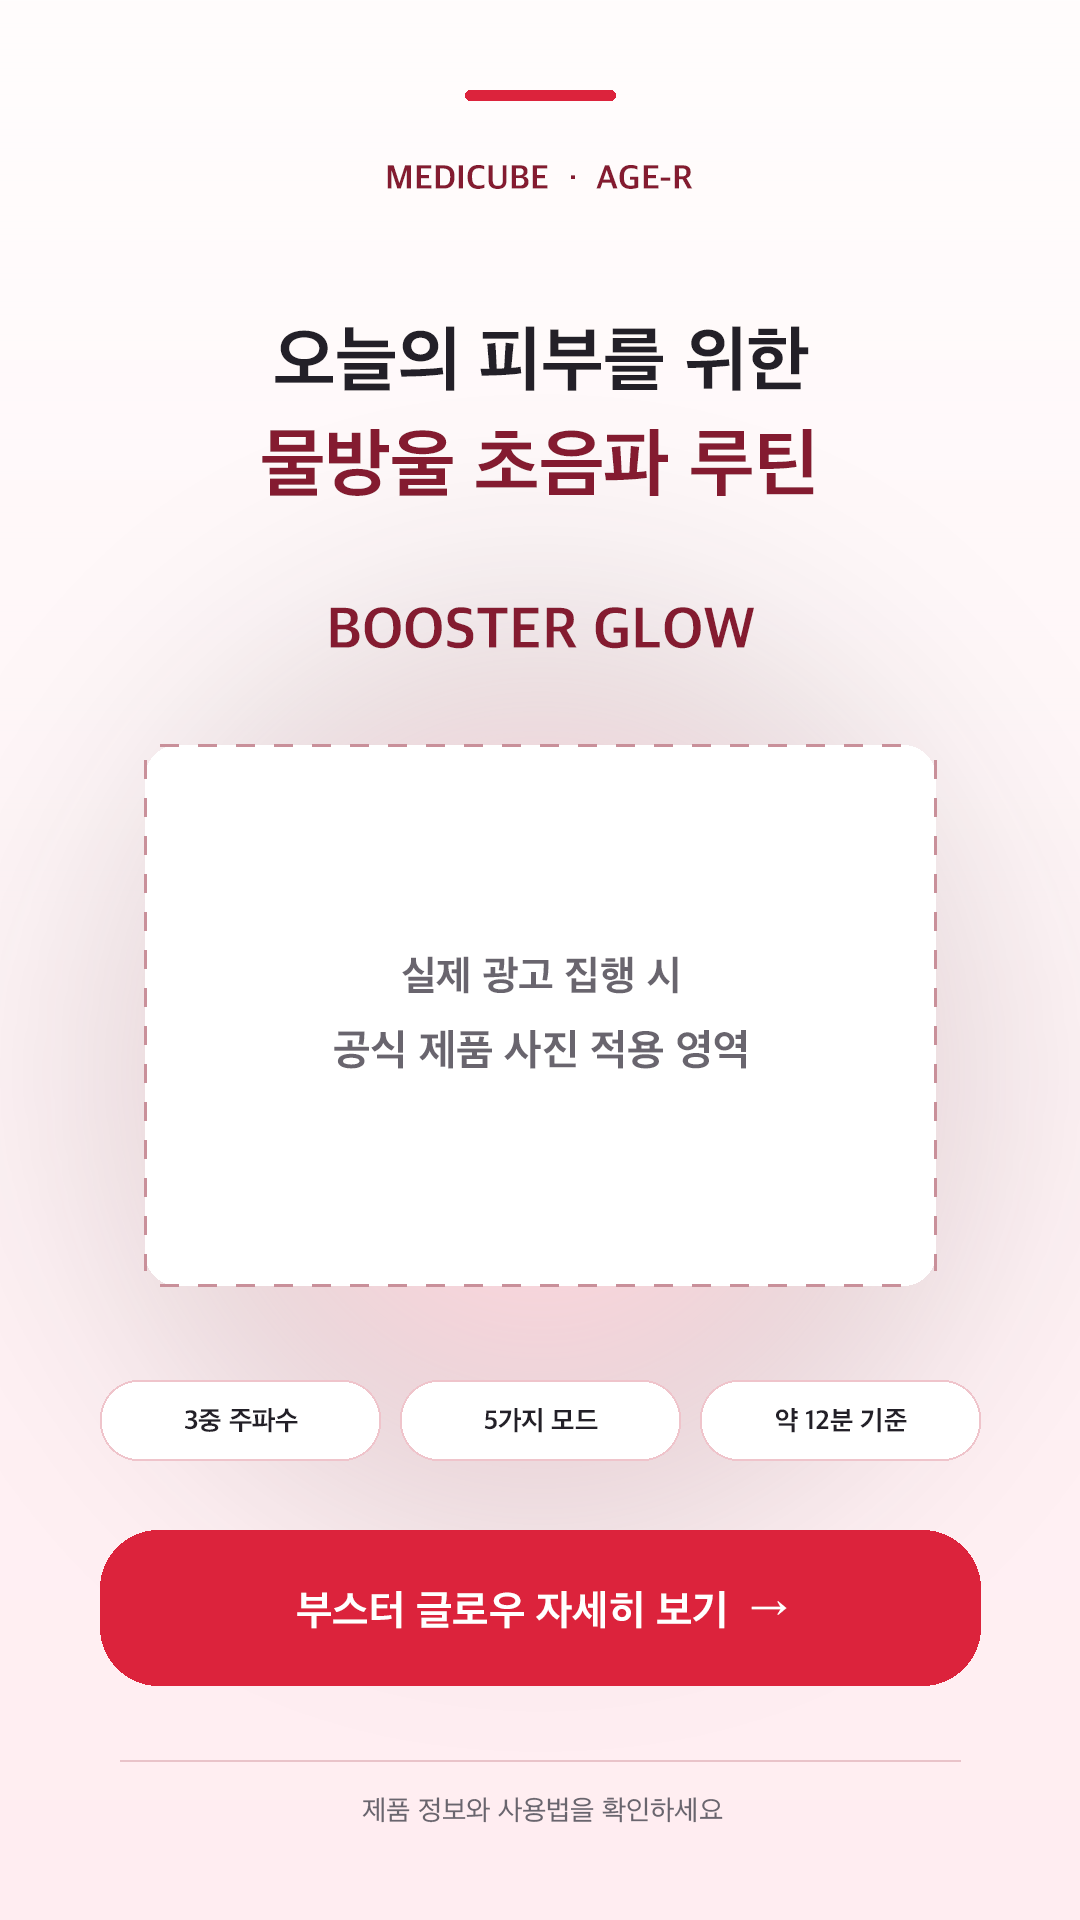 MEDICUBE · AGE-R
오늘의 피부를 위한
물방울 초음파 루틴
BOOSTER GLOW
실제 광고 집행 시
공식 제품 사진 적용 영역
3중 주파수
5가지 모드
약 12분 기준
부스터 글로우 자세히 보기 →
제품 정보와 사용법을 확인하세요